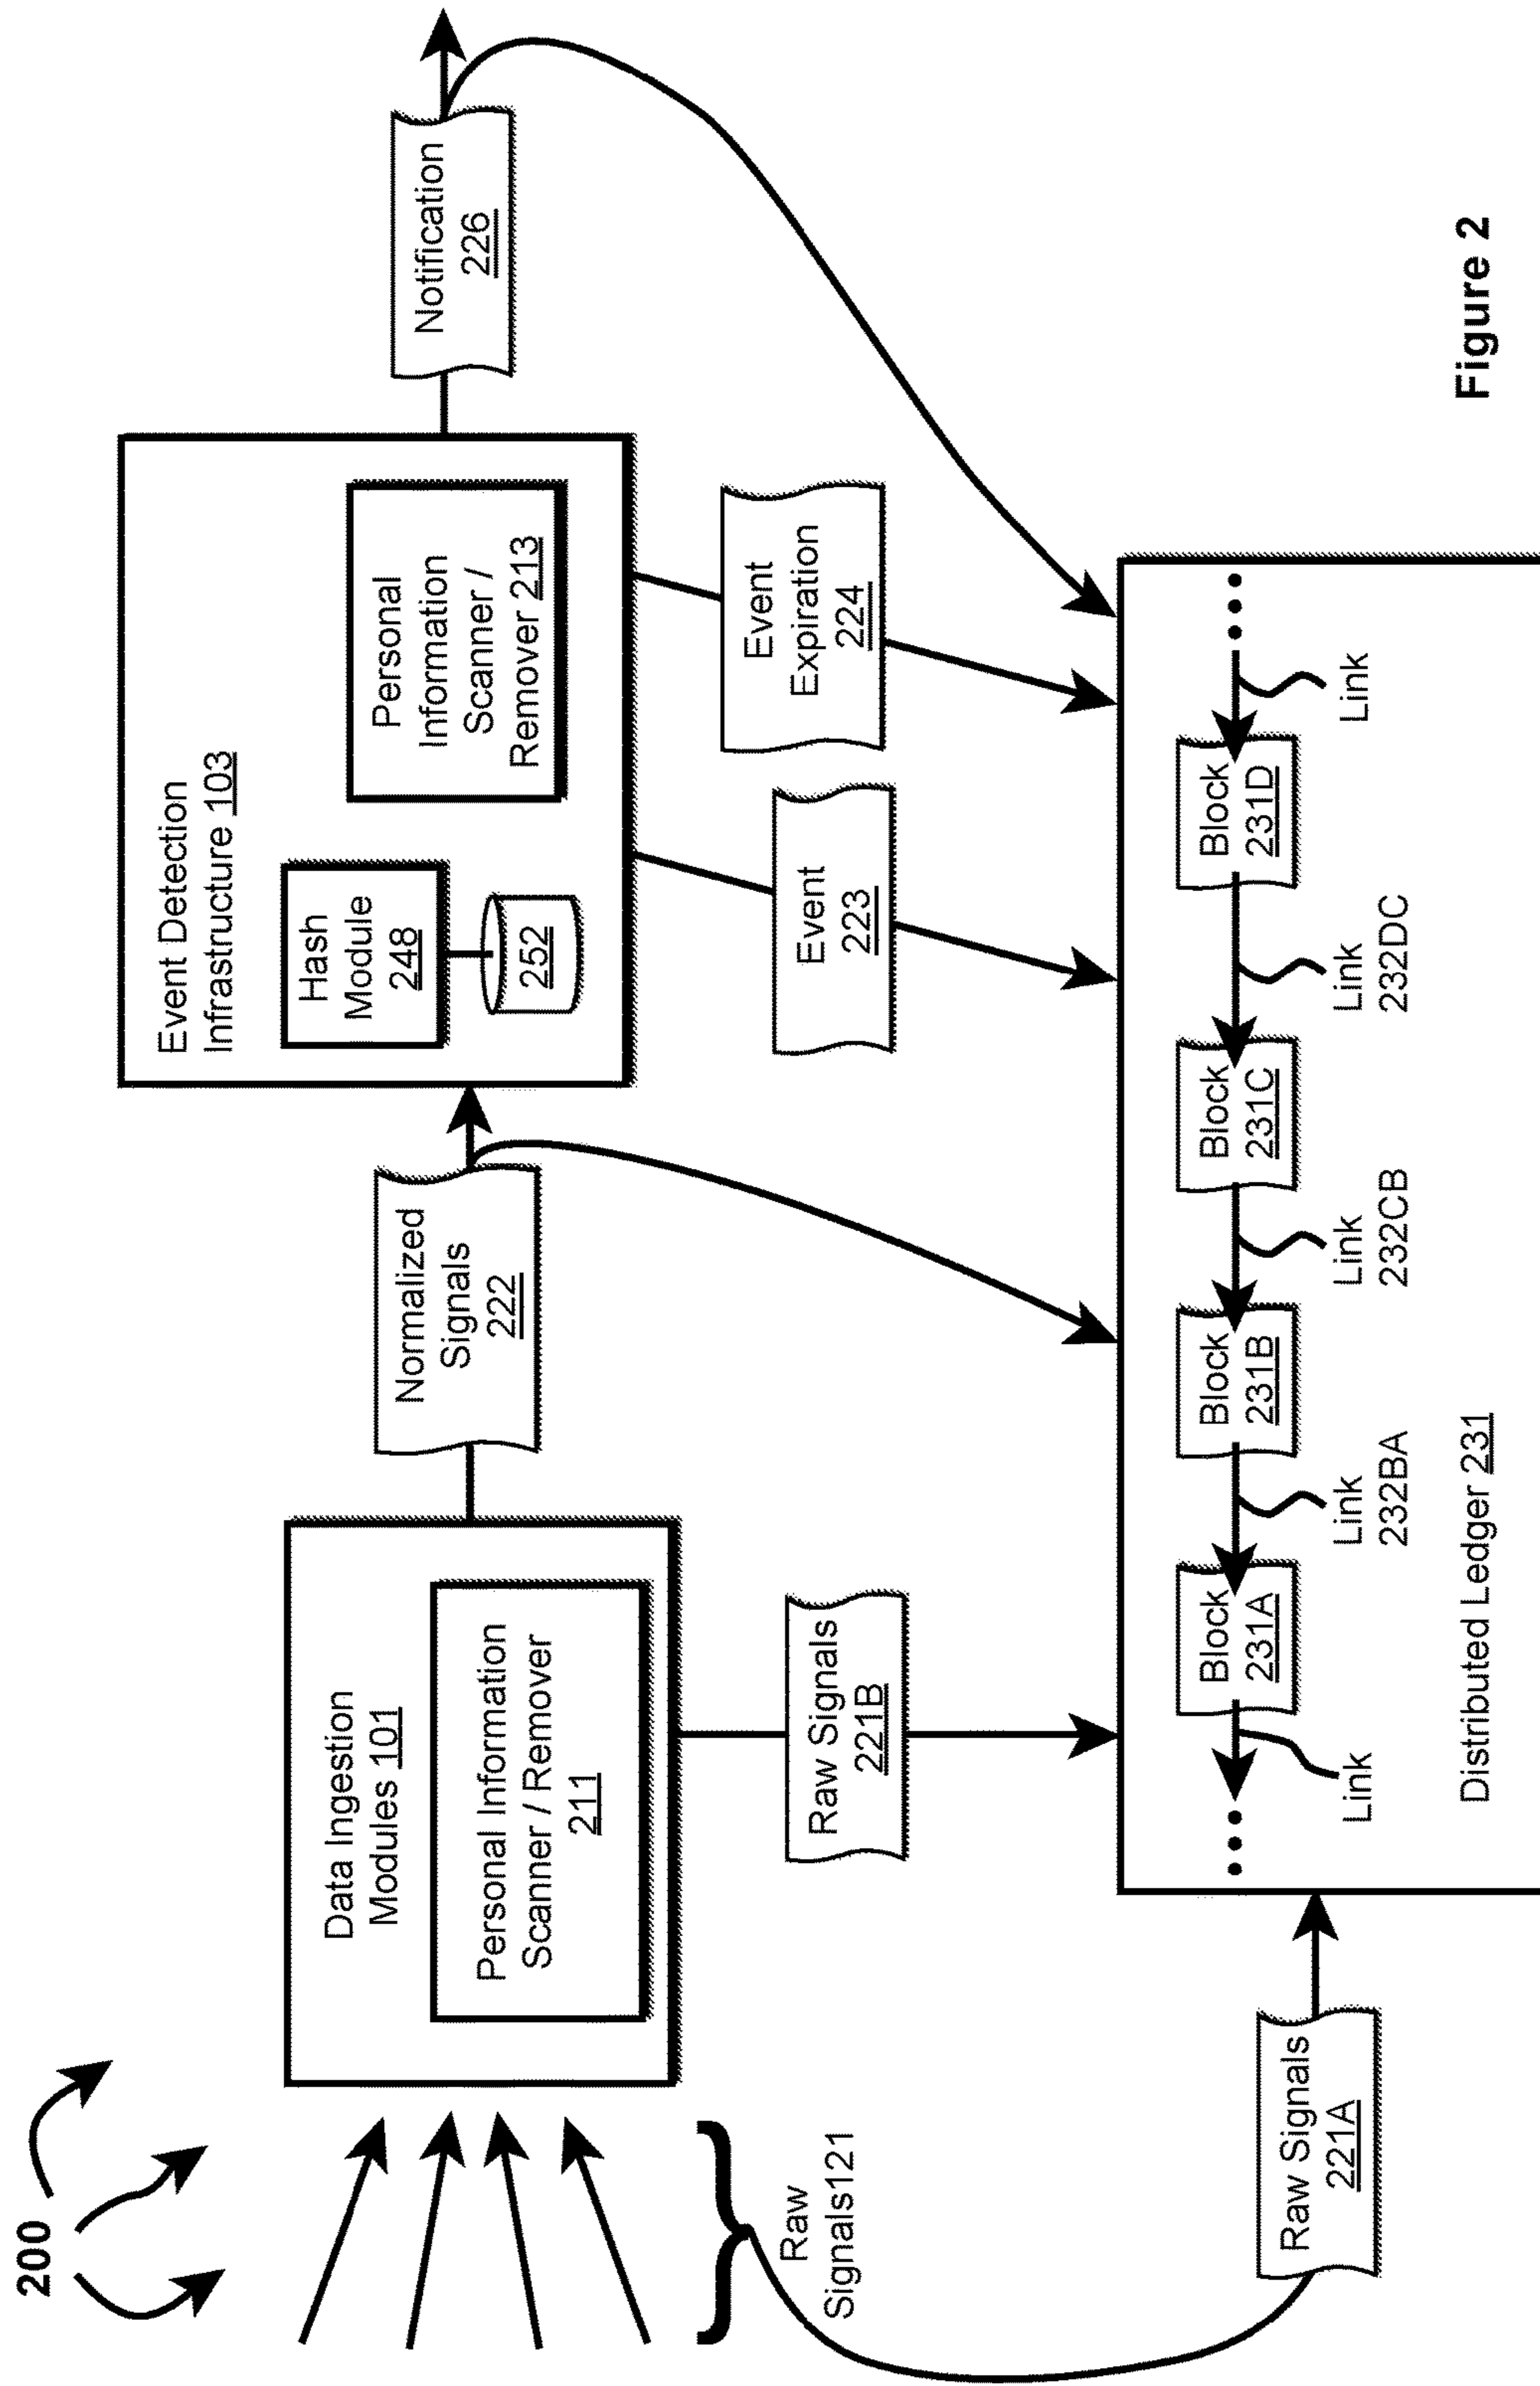 200
Raw
Signals121
Data Ingestion
Modules 101
Personal Information
Scanner / Remover
211
Normalized
Signals
222
Event Detection
Infrastructure 103
Hash
Module
248
252
Personal
Information
Scanner /
Remover 213
Notification
226
Raw Signals
221A
Raw Signals
221B
Event
223
Event
Expiration
224
Link
Block
231A
Link
232BA
Block
231B
Link
232CB
Block
231C
Link
232DC
Block
231D
Link
Distributed Ledger 231
Figure 2